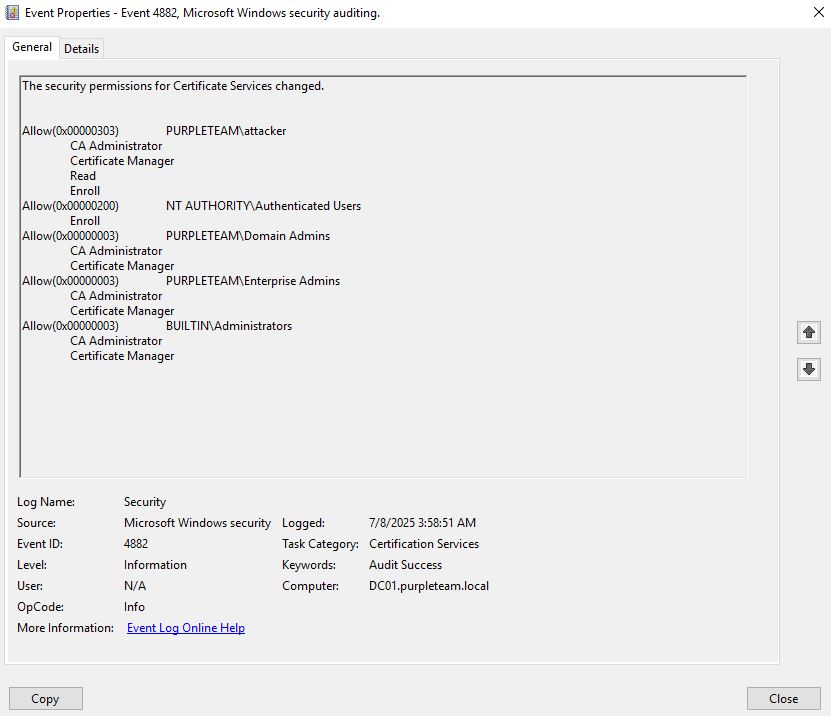 Event Properties - Event 4882, Microsoft Windows security auditing.
General Details
The security permissions for Certificate Services changed.
Allow(0x00000303) PURPLETEAM\attacker
CA Administrator
Certificate Manager
Read
Enroll
Allow(0x00000200) NT AUTHORITY\Authenticated Users
Enroll
Allow(0x00000003) PURPLETEAM\Domain Admins
CA Administrator
Certificate Manager
Allow(0x00000003) PURPLETEAM\Enterprise Admins
CA Administrator
Certificate Manager
Allow(0x00000003) BUILTIN\Administrators
CA Administrator
Certificate Manager
Log Name: Security
Source: Microsoft Windows security Logged: 7/8/2025 3:58:51 AM
Event ID: 4882 Task Category: Certification Services
Level: Information Keywords: Audit Success
User: N/A Computer: DC01.purpleteam.local
OpCode: Info
More Information: Event Log Online Help
Copy Close